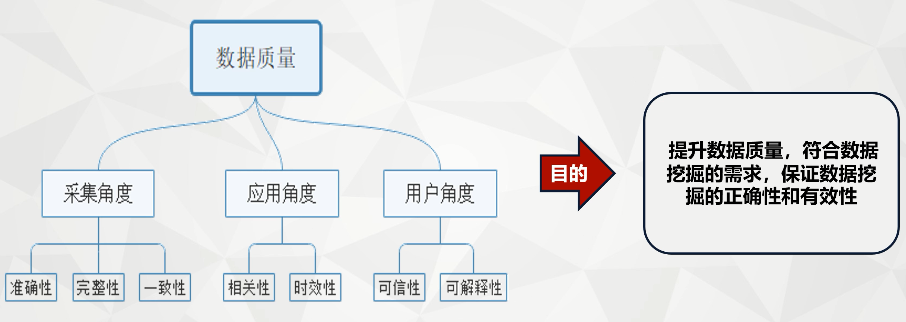 数据质量
采集角度
应用角度
用户角度
准确性
完整性
一致性
相关性
时效性
可信性
可解释性
目的
提升数据质量，符合数据
挖掘的需求，保证数据挖
掘的正确性和有效性